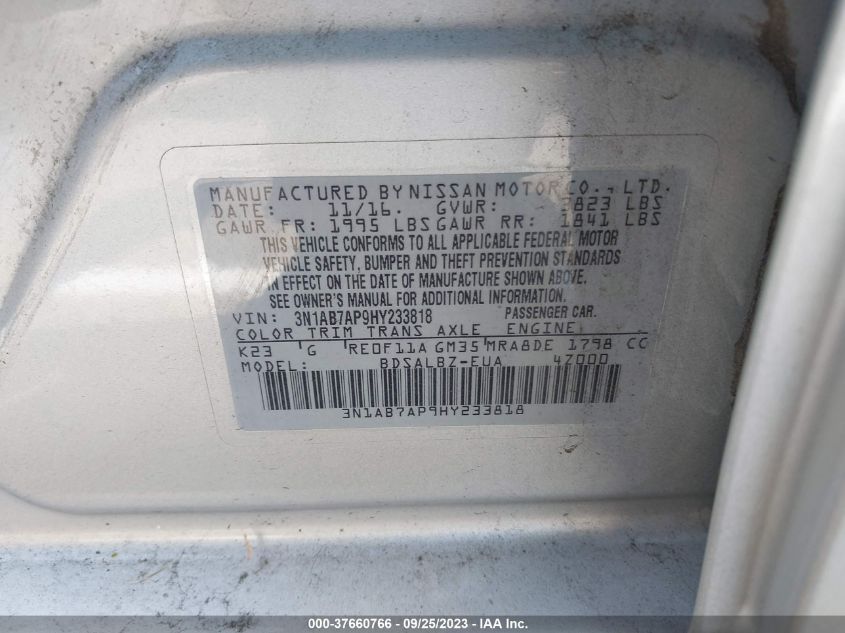 MANUFACTURED BY NISSAN MOTOR CO., LTD.
DATE: 11/16. GVWR: 3823 LBS
GAWR FR: 1995 LBS GAWR RR: 1841 LBS
THIS VEHICLE CONFORMS TO ALL APPLICABLE FEDERAL MOTOR
VEHICLE SAFETY, BUMPER AND THEFT PREVENTION STANDARDS
IN EFFECT ON THE DATE OF MANUFACTURE SHOWN ABOVE.
SEE OWNER'S MANUAL FOR ADDITIONAL INFORMATION.
VIN: 3N1AB7AP9HY233818 PASSENGER CAR.
COLOR TRIM TRANS AXLE ENGINE
K23 G RE0F11A GM35 MRA8DE 1798 CC
MODEL: BDSALBZ-EUA 47000
3N1AB7AP9HY233818
000-37660766 - 09/25/2023 - IAA Inc.